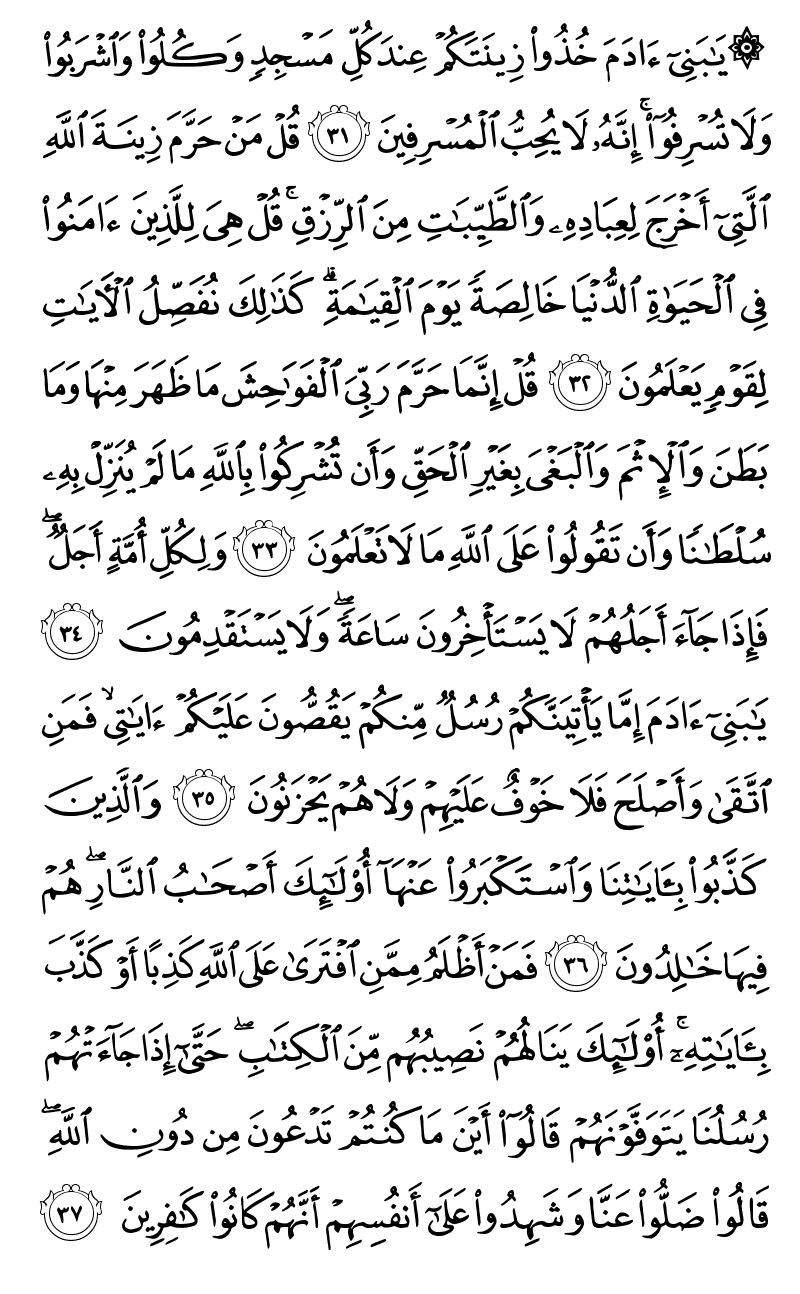 ۞ يَٰبَنِيٓ ءَادَمَ خُذُواْ زِينَتَكُمۡ عِندَ كُلِّ مَسۡجِدٖ وَكُلُواْ وَٱشۡرَبُواْ
وَلَا تُسۡرِفُوٓاْۚ إِنَّهُۥ لَا يُحِبُّ ٱلۡمُسۡرِفِينَ ٣١ قُلۡ مَنۡ حَرَّمَ زِينَةَ ٱللَّهِ
ٱلَّتِيٓ أَخۡرَجَ لِعِبَادِهِۦ وَٱلطَّيِّبَٰتِ مِنَ ٱلرِّزۡقِۚ قُلۡ هِيَ لِلَّذِينَ ءَامَنُواْ
فِي ٱلۡحَيَوٰةِ ٱلدُّنۡيَا خَالِصَةٗ يَوۡمَ ٱلۡقِيَٰمَةِۗ كَذَٰلِكَ نُفَصِّلُ ٱلۡأٓيَٰتِ
لِقَوۡمٖ يَعۡلَمُونَ ٣٢ قُلۡ إِنَّمَا حَرَّمَ رَبِّيَ ٱلۡفَوَٰحِشَ مَا ظَهَرَ مِنۡهَا وَمَا
بَطَنَ وَٱلۡإِثۡمَ وَٱلۡبَغۡيَ بِغَيۡرِ ٱلۡحَقِّ وَأَن تُشۡرِكُواْ بِٱللَّهِ مَا لَمۡ يُنَزِّلۡ بِهِۦ
سُلۡطَٰنٗا وَأَن تَقُولُواْ عَلَى ٱللَّهِ مَا لَا تَعۡلَمُونَ ٣٣ وَلِكُلِّ أُمَّةٍ أَجَلٞۖ
فَإِذَا جَآءَ أَجَلُهُمۡ لَا يَسۡتَأۡخِرُونَ سَاعَةٗۖ وَلَا يَسۡتَقۡدِمُونَ ٣٤
يَٰبَنِيٓ ءَادَمَ إِمَّا يَأۡتِيَنَّكُمۡ رُسُلٞ مِّنكُمۡ يَقُصُّونَ عَلَيۡكُمۡ ءَايَٰتِيۙ فَمَنِ
ٱتَّقَىٰ وَأَصۡلَحَ فَلَا خَوۡفٌ عَلَيۡهِمۡ وَلَا هُمۡ يَحۡزَنُونَ ٣٥ وَٱلَّذِينَ
كَذَّبُواْ بِـَٔايَٰتِنَا وَٱسۡتَكۡبَرُواْ عَنۡهَآ أُوْلَٰٓئِكَ أَصۡحَٰبُ ٱلنَّارِۖ هُمۡ
فِيهَا خَٰلِدُونَ ٣٦ فَمَنۡ أَظۡلَمُ مِمَّنِ ٱفۡتَرَىٰ عَلَى ٱللَّهِ كَذِبًا أَوۡ كَذَّبَ
بِـَٔايَٰتِهِۦٓۚ أُوْلَٰٓئِكَ يَنَالُهُمۡ نَصِيبُهُم مِّنَ ٱلۡكِتَٰبِۖ حَتَّىٰٓ إِذَا جَآءَتۡهُمۡ
رُسُلُنَا يَتَوَفَّوۡنَهُمۡ قَالُوٓاْ أَيۡنَ مَا كُنتُمۡ تَدۡعُونَ مِن دُونِ ٱللَّهِۖ
قَالُواْ ضَلُّواْ عَنَّا وَشَهِدُواْ عَلَىٰٓ أَنفُسِهِمۡ أَنَّهُمۡ كَانُواْ كَٰفِرِينَ ٣٧